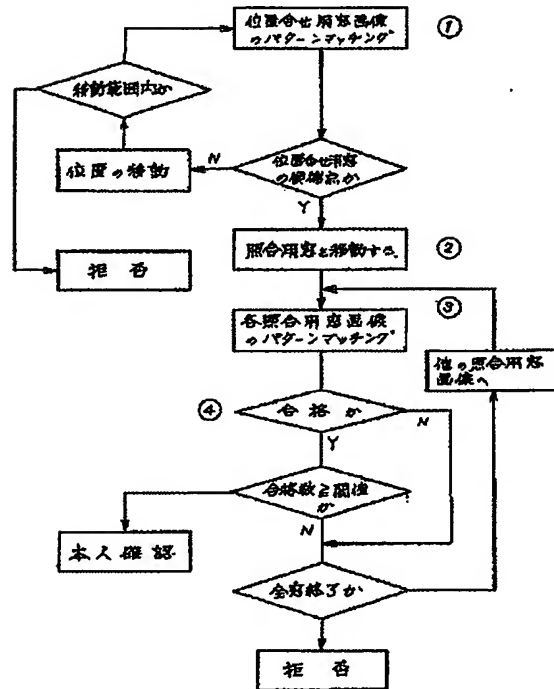 位置合せ用窓画像
のパターンマッチング
①
移動範囲内か
位置の移動
N
位置合せ用窓
の候補点か
Y
拒否
照合用窓を移動する
②
③
各照合用窓画像
のパターンマッチング
他の照合用窓
画像へ
④
合格か
N
Y
合格数≧閾値
か
N
本人確認
全窓終了か
拒否